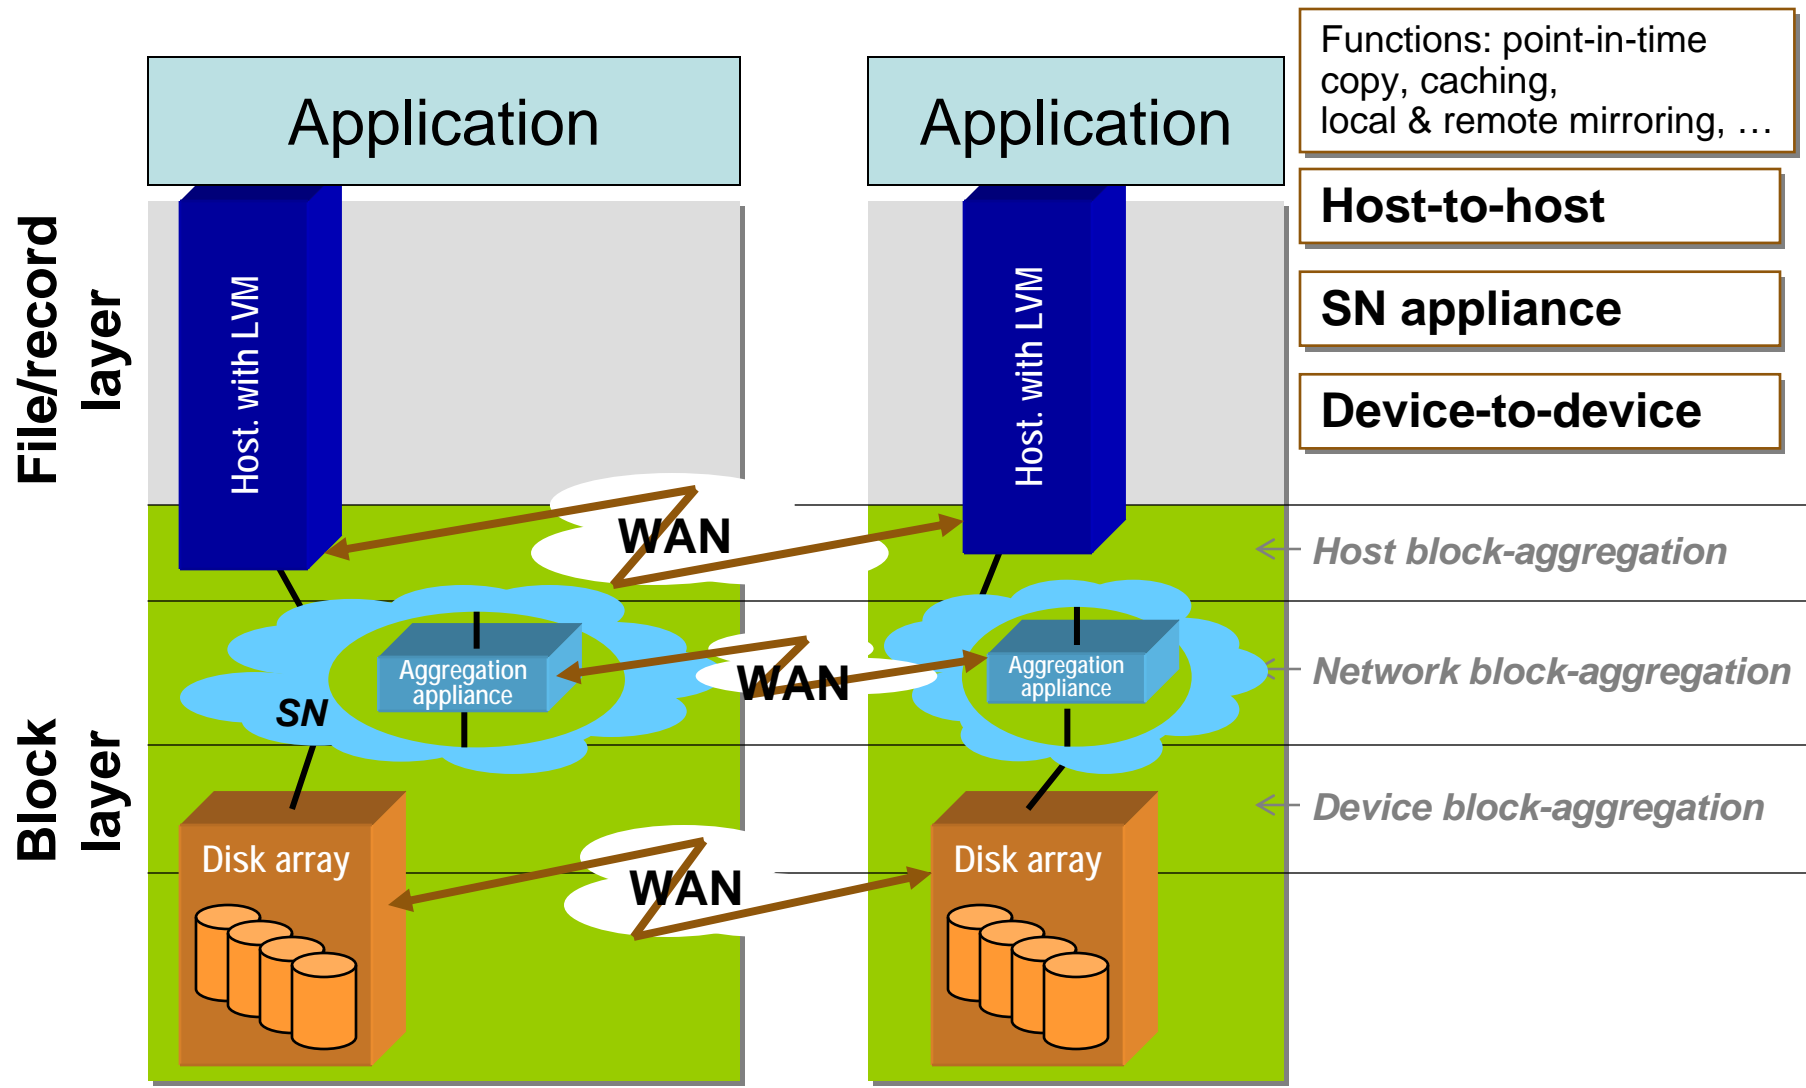 Application
Application
Functions: point-in-time
copy, caching,
local & remote mirroring, …
Host-to-host
SN appliance
Device-to-device
File/record
layer
Host. with LVM
Host. with LVM
WAN
Host block-aggregation
Aggregation
appliance
SN
WAN
Aggregation
appliance
Network block-aggregation
Block
layer
Device block-aggregation
Disk array
WAN
Disk array